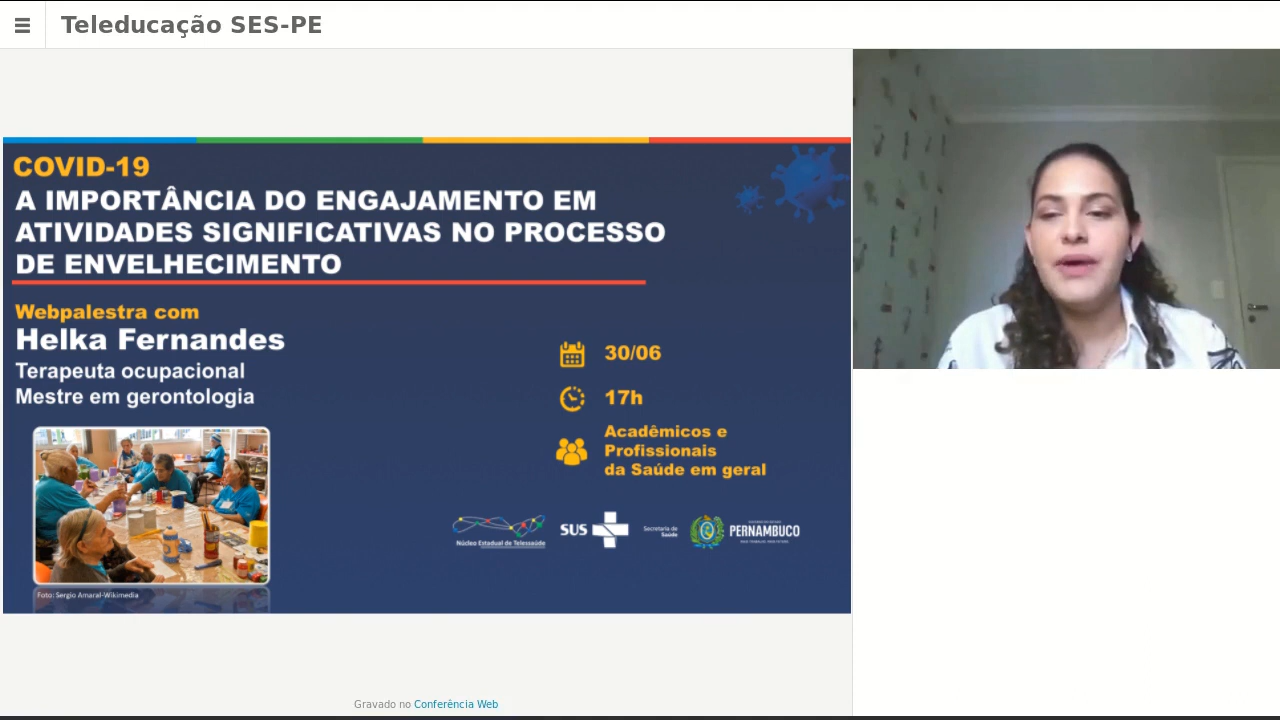 Teleducação SES-PE
COVID-19
A IMPORTÂNCIA DO ENGAJAMENTO EM
ATIVIDADES SIGNIFICATIVAS NO PROCESSO
DE ENVELHECIMENTO
Webpalestra com
Helka Fernandes
Terapeuta ocupacional
Mestre em gerontologia
30/06
17h
Acadêmicos e
Profissionais
da Saúde em geral
Núcleo Estadual de Telessaúde
SUS
Secretaria de
Saúde
PERNAMBUCO
Foto: Sergio Amaral-Wikimedia
Gravado no Conferência Web